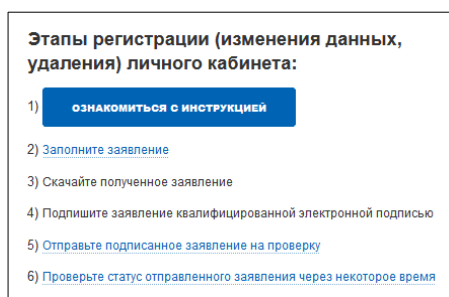 Этапы регистрации (изменения данных,
удаления) личного кабинета:
1) ОЗНАКОМИТЬСЯ С ИНСТРУКЦИЕЙ
2) Заполните заявление
3) Скачайте полученное заявление
4) Подпишите заявление квалифицированной электронной подписью
5) Отправьте подписанное заявление на проверку
6) Проверьте статус отправленного заявления через некоторое время